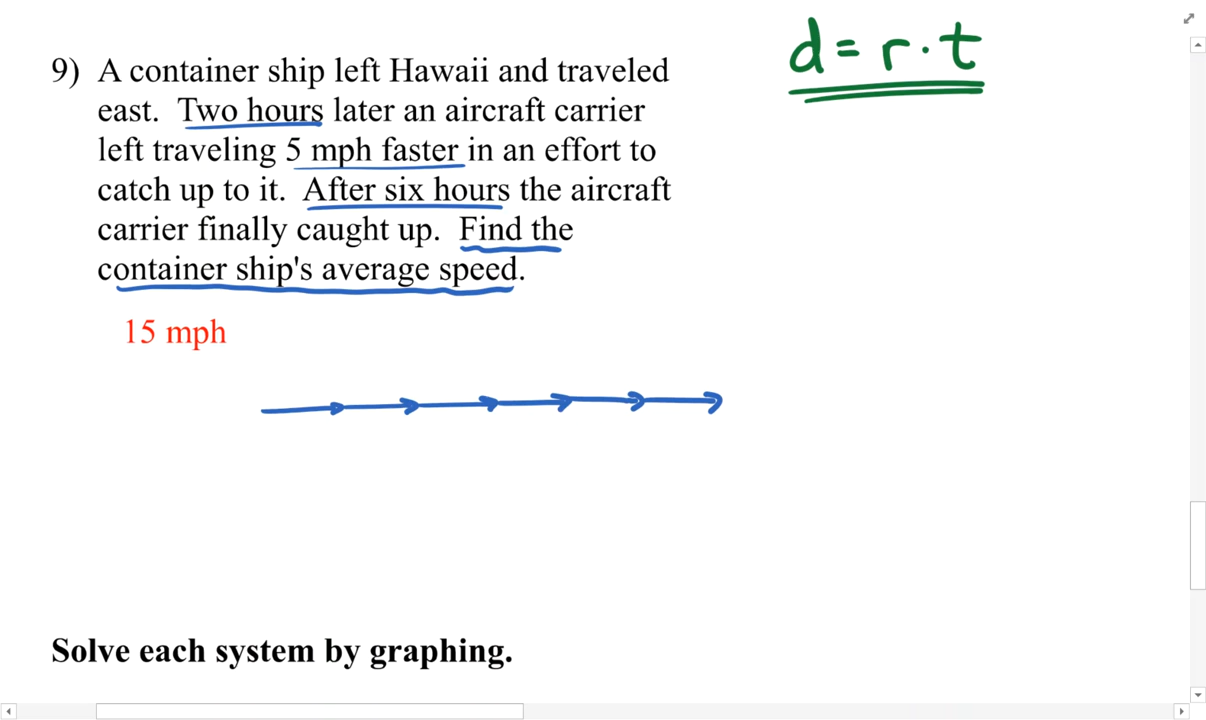 d = r · t
9) A container ship left Hawaii and traveled
east. Two hours later an aircraft carrier
left traveling 5 mph faster in an effort to
catch up to it. After six hours the aircraft
carrier finally caught up. Find the
container ship's average speed.
15 mph
Solve each system by graphing.